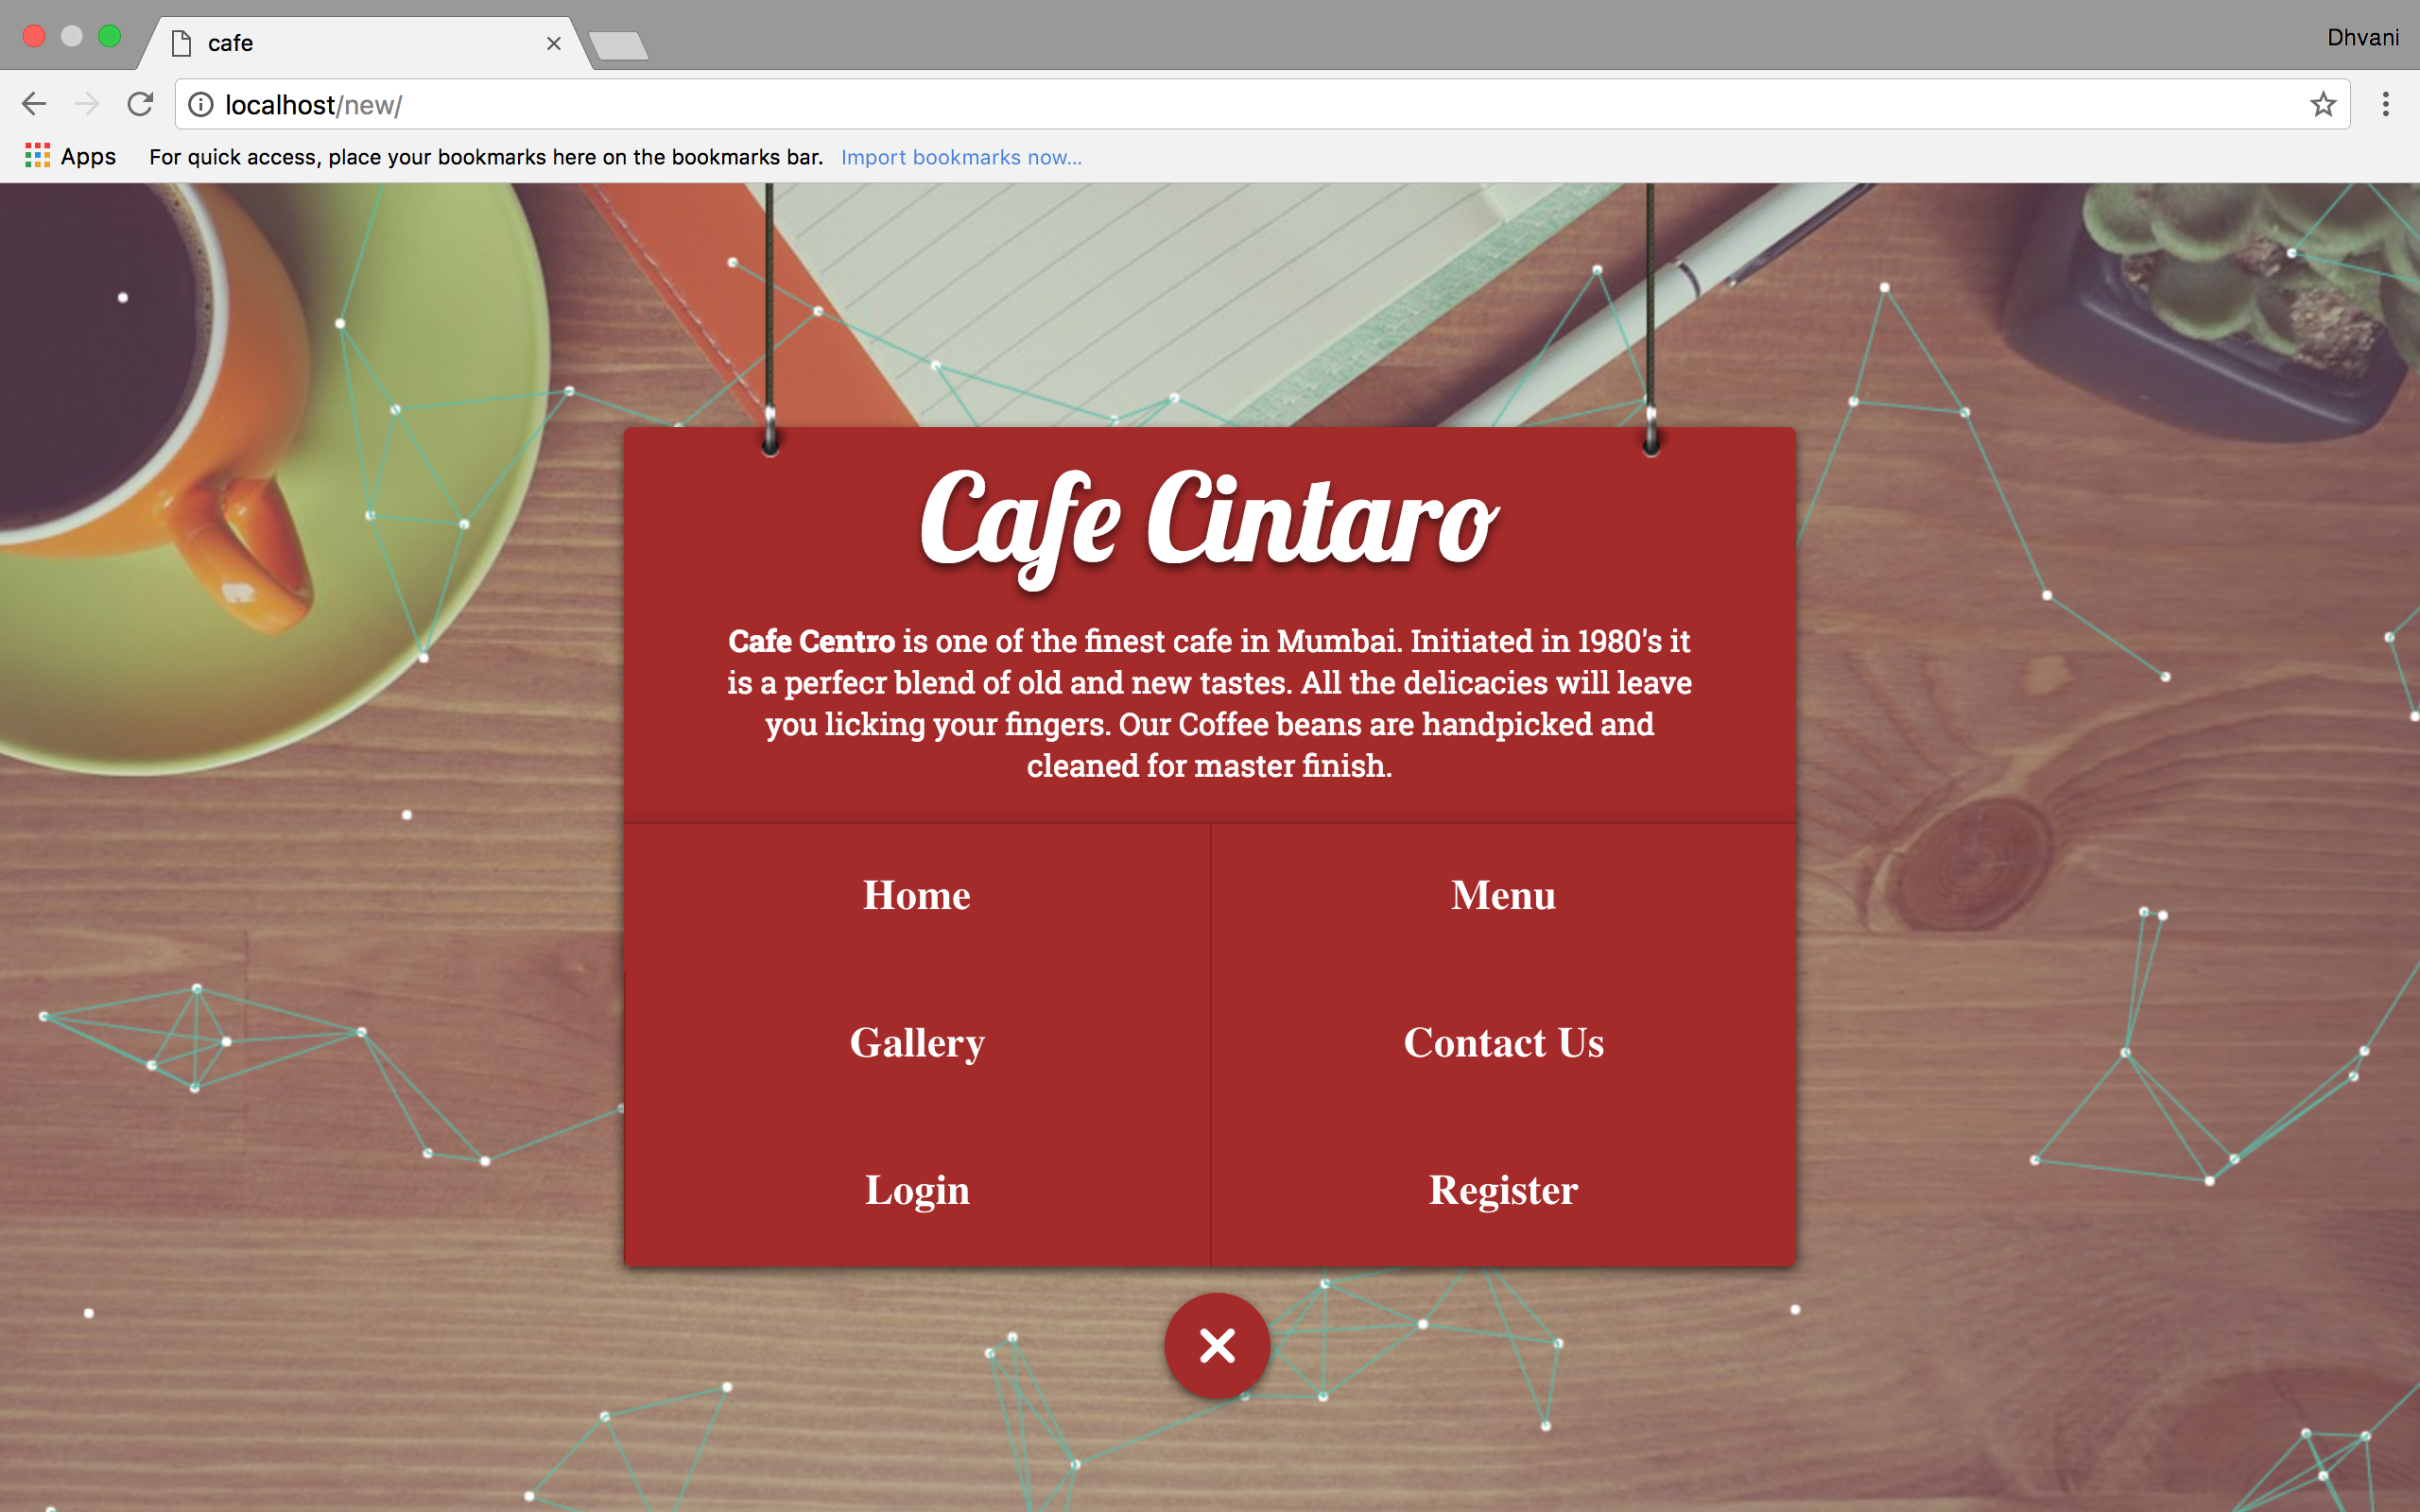 cafe
Dhvani
localhost/new/
Apps For quick access, place your bookmarks here on the bookmarks bar. Import bookmarks now...
Cafe Cintaro
Cafe Centro is one of the finest cafe in Mumbai. Initiated in 1980's it
is a perfecr blend of old and new tastes. All the delicacies will leave
you licking your fingers. Our Coffee beans are handpicked and
cleaned for master finish.
Home
Menu
Gallery
Contact Us
Login
Register